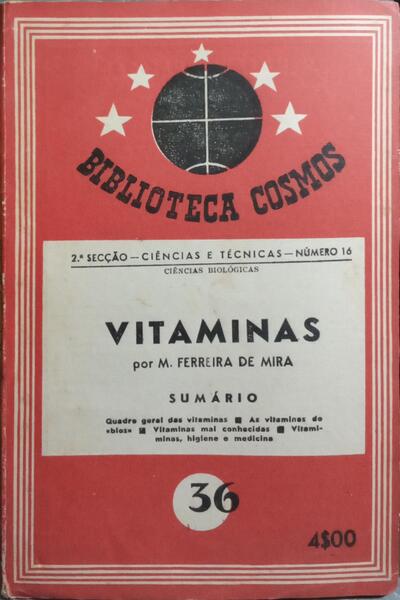 BIBLIOTECA COSMOS
2.ª SECÇÃO — CIÊNCIAS E TÉCNICAS — NÚMERO 16
CIÊNCIAS BIOLÓGICAS
VITAMINAS
por M. FERREIRA DE MIRA
SUMÁRIO
Quadro geral das vitaminas ■ As vitaminas do
«bios» ■ Vitaminas mal conhecidas ■ Vitami-
minas, higiene e medicina
36
4$00